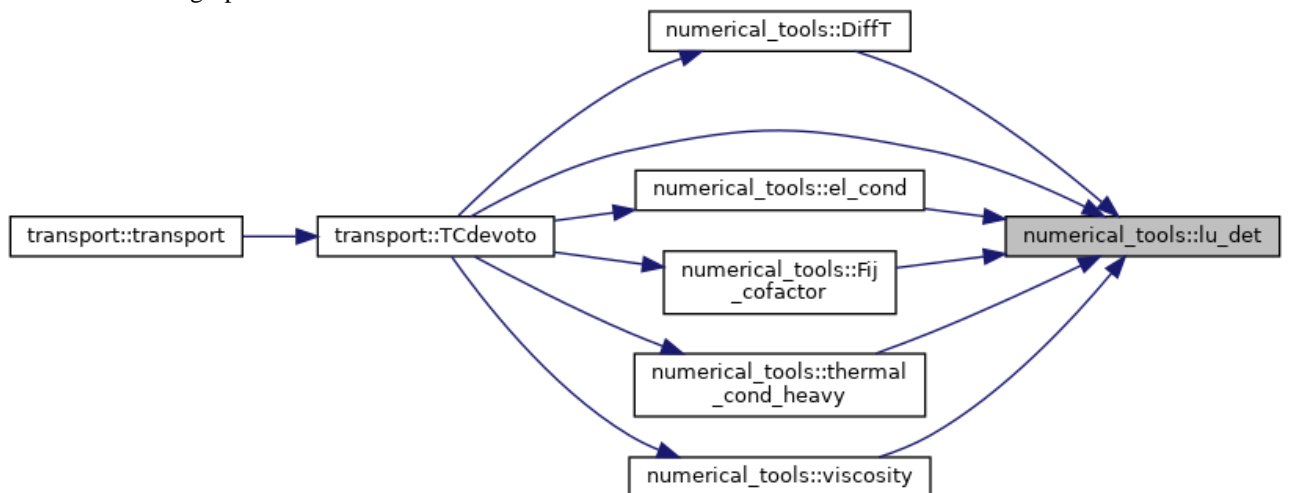 numerical_tools::DiffT
numerical_tools::el_cond
transport::transport
transport::TCdevoto
numerical_tools::lu_det
numerical_tools::Fij
_cofactor
numerical_tools::thermal
_cond_heavy
numerical_tools::viscosity